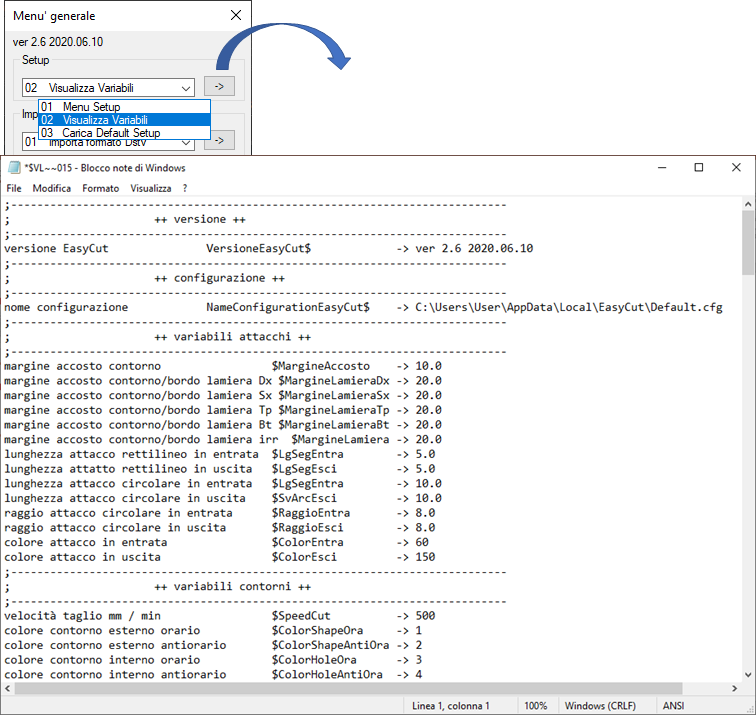 Menu' generale
ver 2.6 2020.06.10
Setup
02 Visualizza Variabili
->
01 Menu Setup
02 Visualizza Variabili
03 Carica Default Setup
Imp
01 Importa formato Dstv
->
*$VL~~015 - Blocco note di Windows
File Modifica Formato Visualizza ?
;----------------------------------------------------------------------------
; ++ versione ++
;----------------------------------------------------------------------------
versione EasyCut VersioneEasyCut$ -> ver 2.6 2020.06.10
;----------------------------------------------------------------------------
; ++ configurazione ++
;----------------------------------------------------------------------------
nome configurazione NameConfigurationEasyCut$ -> C:\Users\User\AppData\Local\EasyCut\Default.cfg
;----------------------------------------------------------------------------
; ++ variabili attacchi ++
;----------------------------------------------------------------------------
margine accosto contorno $MargineAccosto -> 10.0
margine accosto contorno/bordo lamiera Dx $MargineLamieraDx -> 20.0
margine accosto contorno/bordo lamiera Sx $MargineLamieraSx -> 20.0
margine accosto contorno/bordo lamiera Tp $MargineLamieraTp -> 20.0
margine accosto contorno/bordo lamiera Bt $MargineLamieraBt -> 20.0
margine accosto contorno/bordo lamiera irr $MargineLamiera -> 20.0
lunghezza attacco rettilineo in entrata $LgSegEntra -> 5.0
lunghezza attatto rettilineo in uscita $LgSegEsci -> 5.0
lunghezza attacco circolare in entrata $LgSegEntra -> 10.0
lunghezza attacco circolare in uscita $SvArcEsci -> 10.0
raggio attacco circolare in entrata $RaggioEntra -> 8.0
raggio attacco circolare in uscita $RaggioEsci -> 8.0
colore attacco in entrata $ColorEntra -> 60
colore attacco in uscita $ColorEsci -> 150
;----------------------------------------------------------------------------
; ++ variabili contorni ++
;----------------------------------------------------------------------------
velocità taglio mm / min $SpeedCut -> 500
colore contorno esterno orario $ColorShapeOra -> 1
colore contorno esterno antiorario $ColorShapeAntiOra -> 2
colore contorno interno orario $ColorHoleOra -> 3
colore contorno interno antiorario $ColorHoleAntiOra -> 4
Linea 1, colonna 1 100% Windows (CRLF) ANSI